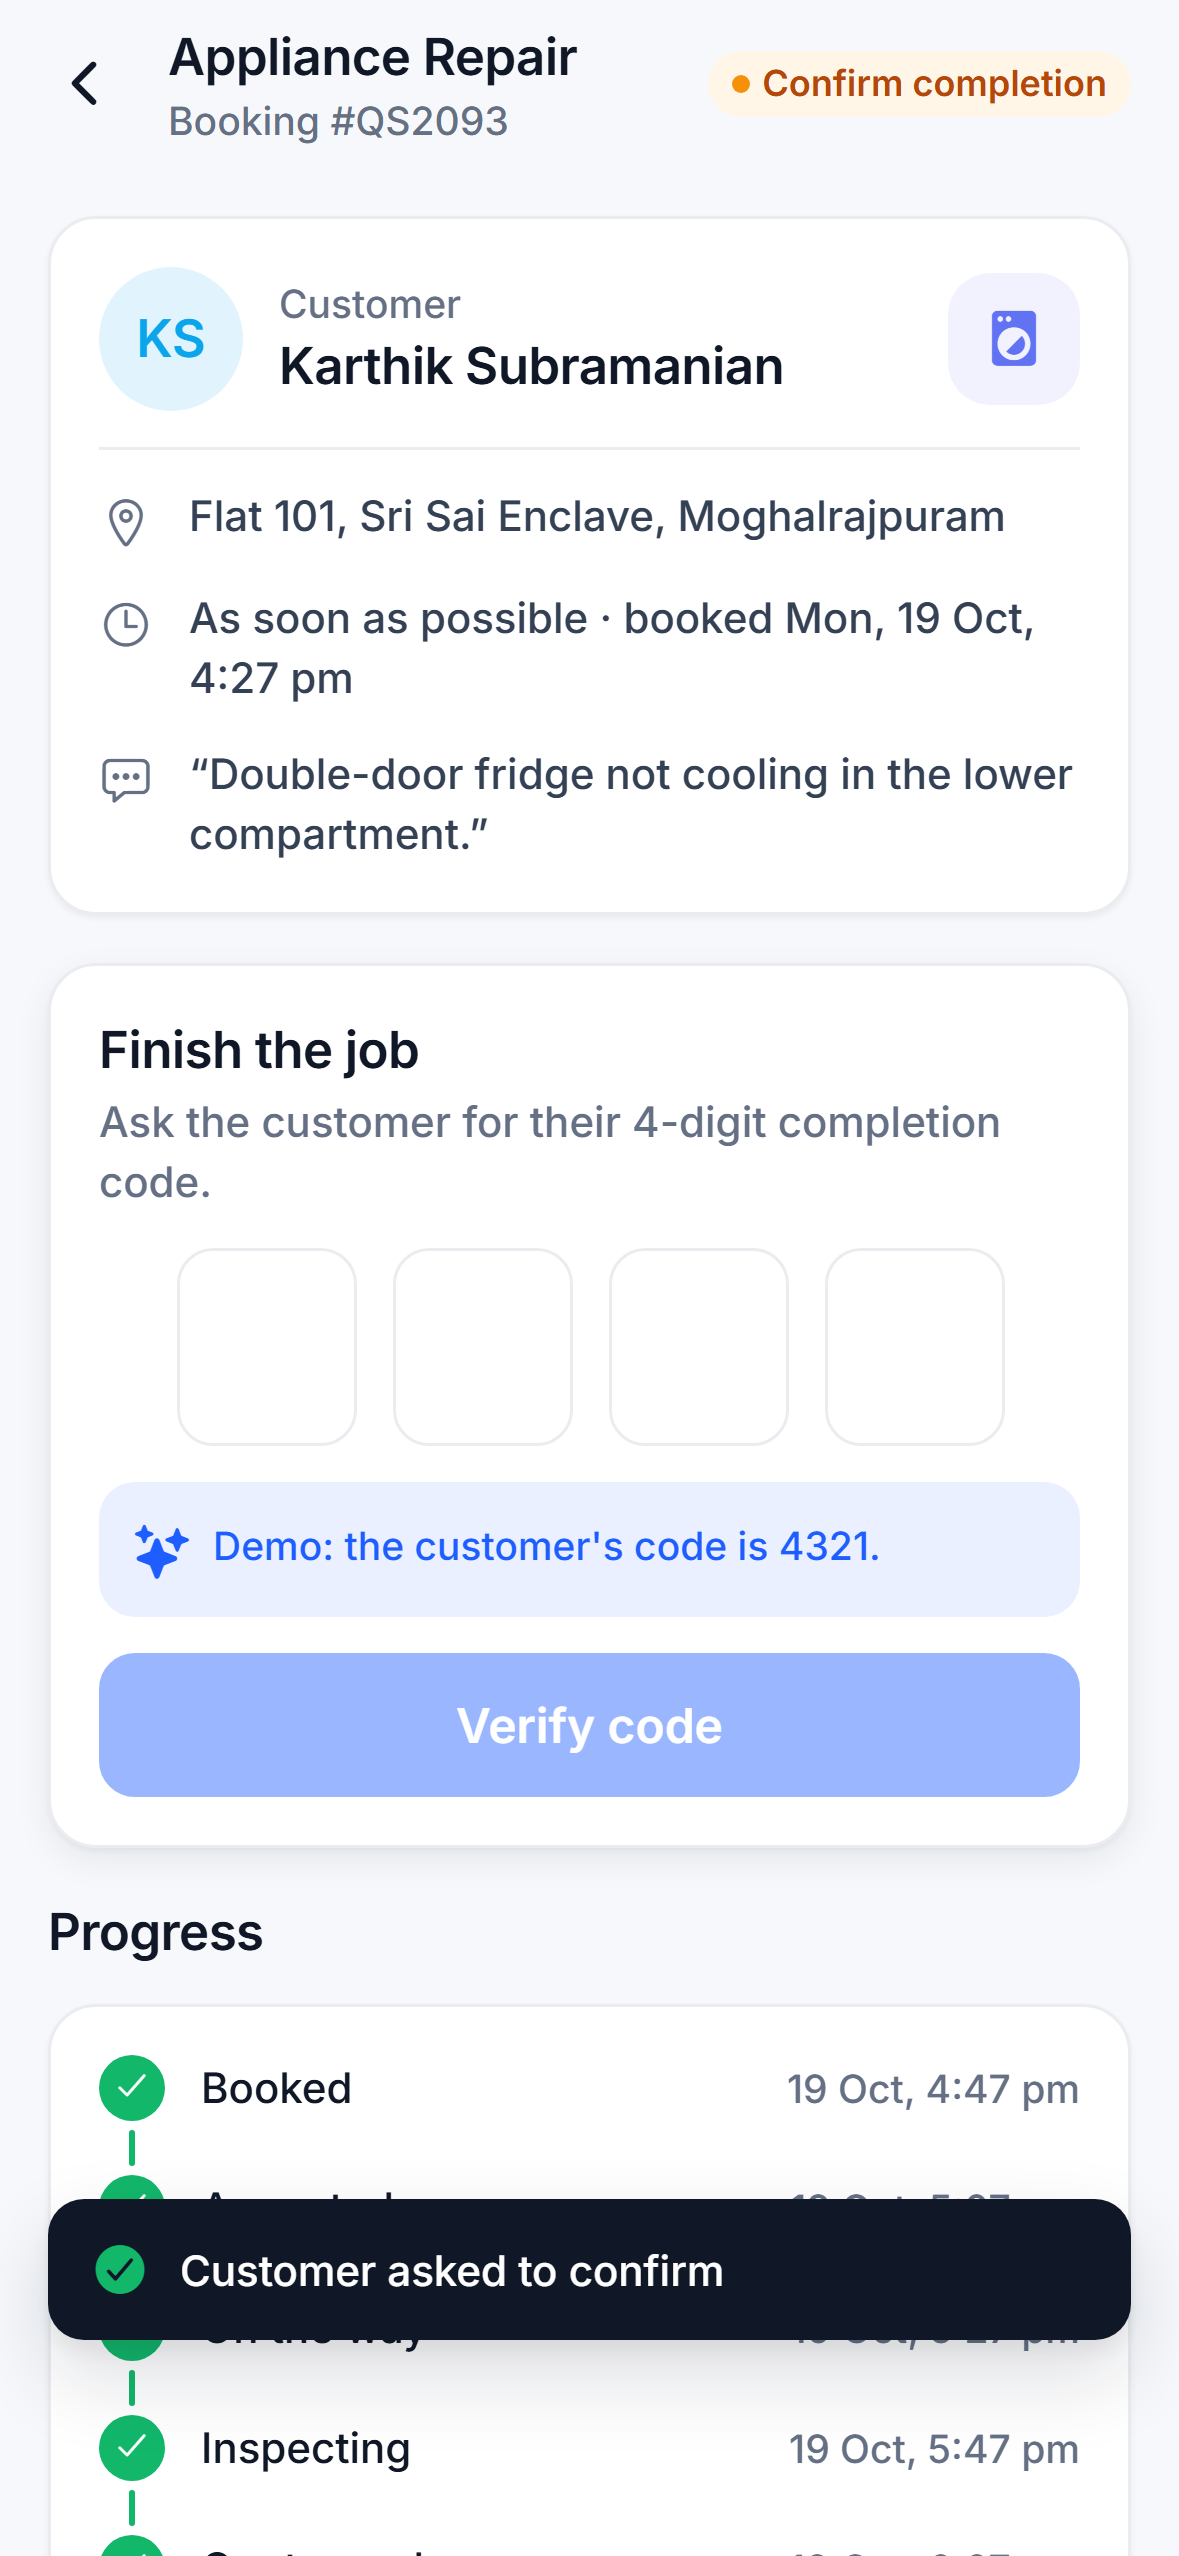 Appliance Repair
Booking #QS2093
Confirm completion
KS
Customer
Karthik Subramanian
Flat 101, Sri Sai Enclave, Moghalrajpuram
As soon as possible · booked Mon, 19 Oct,
4:27 pm
“Double-door fridge not cooling in the lower
compartment.”
Finish the job
Ask the customer for their 4-digit completion
code.
Demo: the customer's code is 4321.
Verify code
Progress
Booked 19 Oct, 4:47 pm
Customer asked to confirm
Inspecting 19 Oct, 5:47 pm